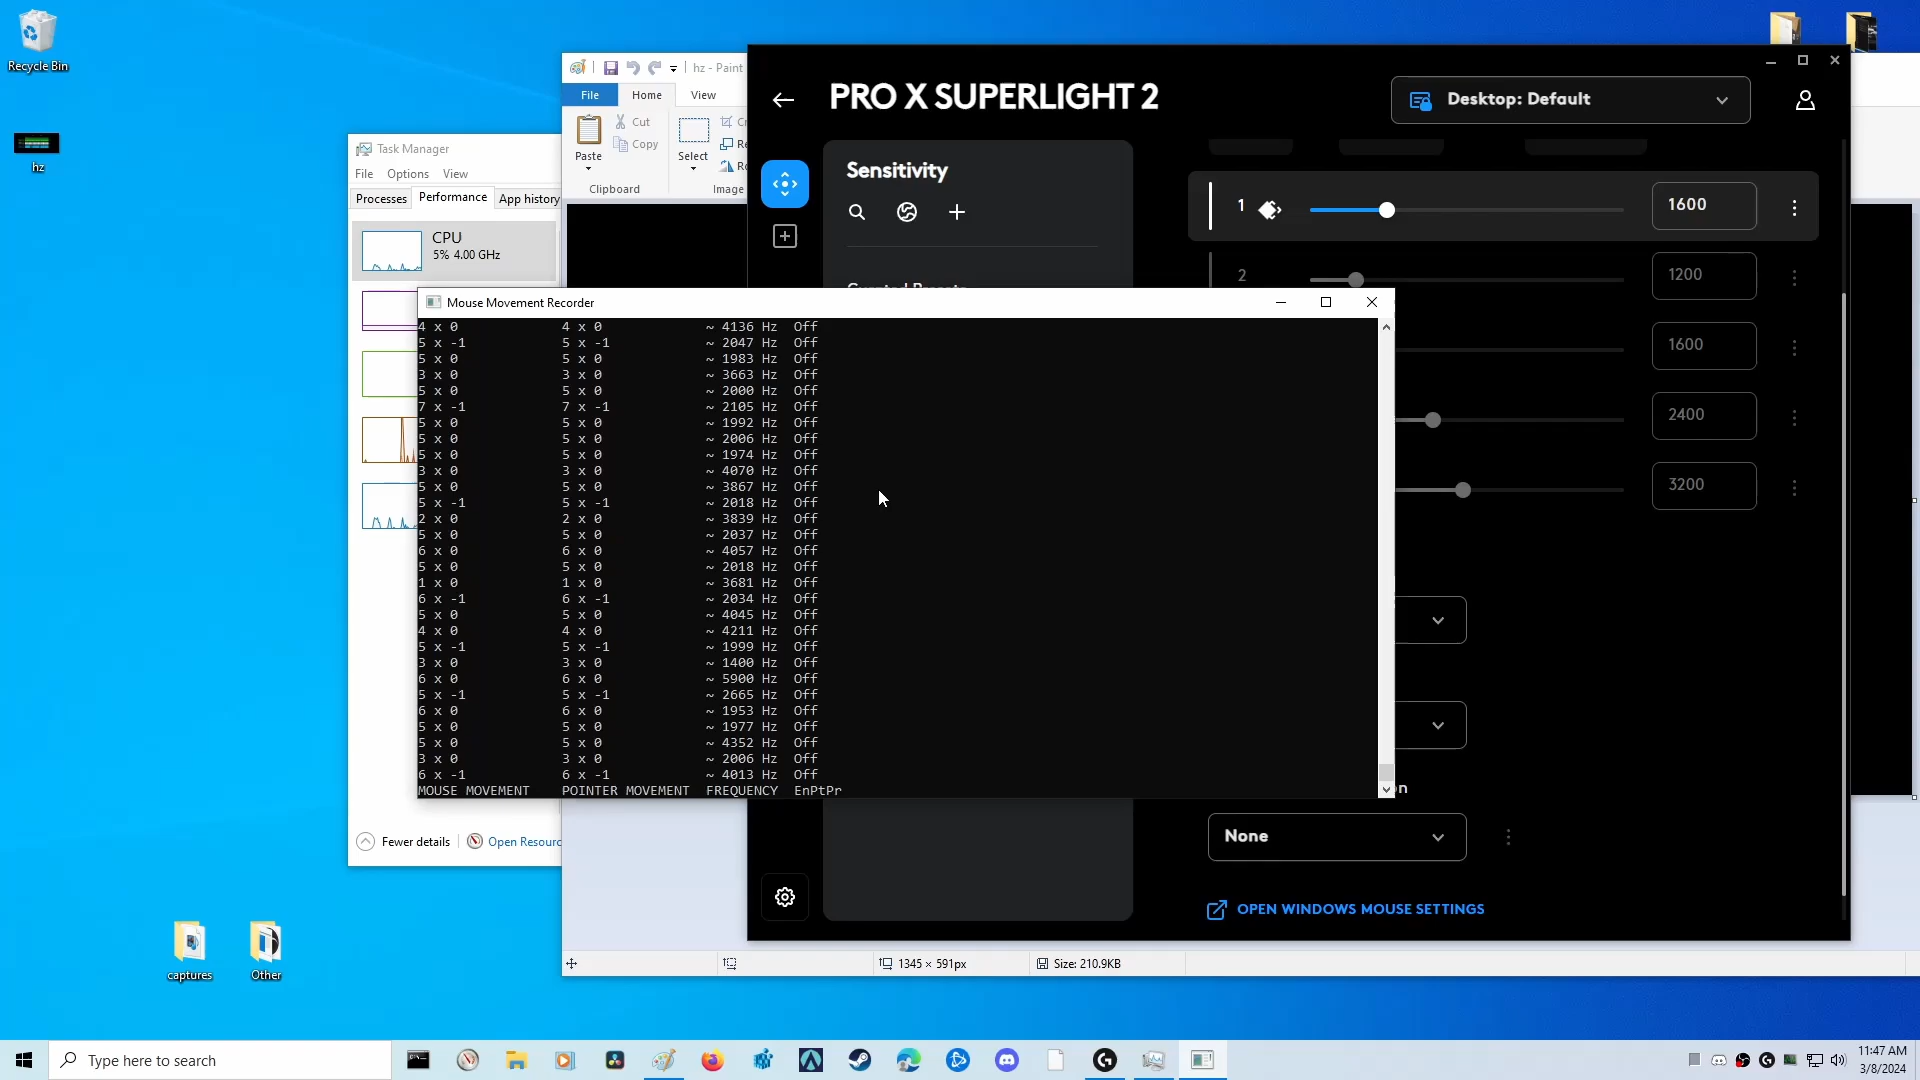 Recycle Bin
hz
hz - Paint
File
Home
View
Cut
Copy
Paste
Clipboard
Select
Image
Task Manager
File Options View
Processes Performance App history
CPU
5% 4.00 GHz
PRO X SUPERLIGHT 2
Desktop: Default
Sensitivity
1 1600
2 1200
1600
2400
3200
Mouse Movement Recorder
4 x 0 4 x 0 ~ 4136 Hz Off
5 x -1 5 x -1 ~ 2047 Hz Off
5 x 0 5 x 0 ~ 1983 Hz Off
3 x 0 3 x 0 ~ 3663 Hz Off
5 x 0 5 x 0 ~ 2000 Hz Off
7 x -1 7 x -1 ~ 2105 Hz Off
5 x 0 5 x 0 ~ 1992 Hz Off
5 x 0 5 x 0 ~ 2006 Hz Off
5 x 0 5 x 0 ~ 1974 Hz Off
3 x 0 3 x 0 ~ 4070 Hz Off
5 x 0 5 x 0 ~ 3867 Hz Off
5 x -1 5 x -1 ~ 2018 Hz Off
2 x 0 2 x 0 ~ 3839 Hz Off
5 x 0 5 x 0 ~ 2037 Hz Off
6 x 0 6 x 0 ~ 4057 Hz Off
5 x 0 5 x 0 ~ 2018 Hz Off
1 x 0 1 x 0 ~ 3681 Hz Off
6 x -1 6 x -1 ~ 2034 Hz Off
5 x 0 5 x 0 ~ 4045 Hz Off
4 x 0 4 x 0 ~ 4211 Hz Off
5 x -1 5 x -1 ~ 1999 Hz Off
3 x 0 3 x 0 ~ 1400 Hz Off
6 x 0 6 x 0 ~ 5900 Hz Off
5 x -1 5 x -1 ~ 2665 Hz Off
6 x 0 6 x 0 ~ 1953 Hz Off
5 x 0 5 x 0 ~ 1977 Hz Off
5 x 0 5 x 0 ~ 4352 Hz Off
3 x 0 3 x 0 ~ 2006 Hz Off
6 x -1 6 x -1 ~ 4013 Hz Off
MOUSE MOVEMENT POINTER MOVEMENT FREQUENCY EnPtPr
None
OPEN WINDOWS MOUSE SETTINGS
Fewer details Open Resourc
captures
Other
1345 × 591px
Size: 210.9KB
Type here to search
11:47 AM
3/8/2024